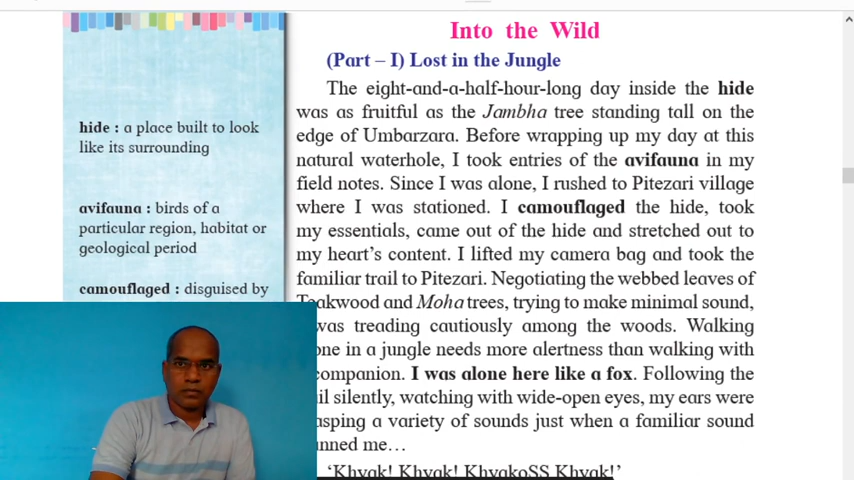 Into the Wild
(Part – I) Lost in the Jungle
The eight-and-a-half-hour-long day inside the hide
was as fruitful as the Jambha tree standing tall on the
edge of Umbarzara. Before wrapping up my day at this
natural waterhole, I took entries of the avifauna in my
field notes. Since I was alone, I rushed to Pitezari village
where I was stationed. I camouflaged the hide, took
my essentials, came out of the hide and stretched out to
my heart's content. I lifted my camera bag and took the
familiar trail to Pitezari. Negotiating the webbed leaves of
Teakwood and Moha trees, trying to make minimal sound,
was treading cautiously among the woods. Walking
in a jungle needs more alertness than walking with
companion. I was alone here like a fox. Following the
silently, watching with wide-open eyes, my ears were
a variety of sounds just when a familiar sound
me…
'Khyak! Khyak! KhyakoSS Khyak!'
hide : a place built to look
like its surrounding
avifauna : birds of a
particular region, habitat or
geological period
camouflaged : disguised by